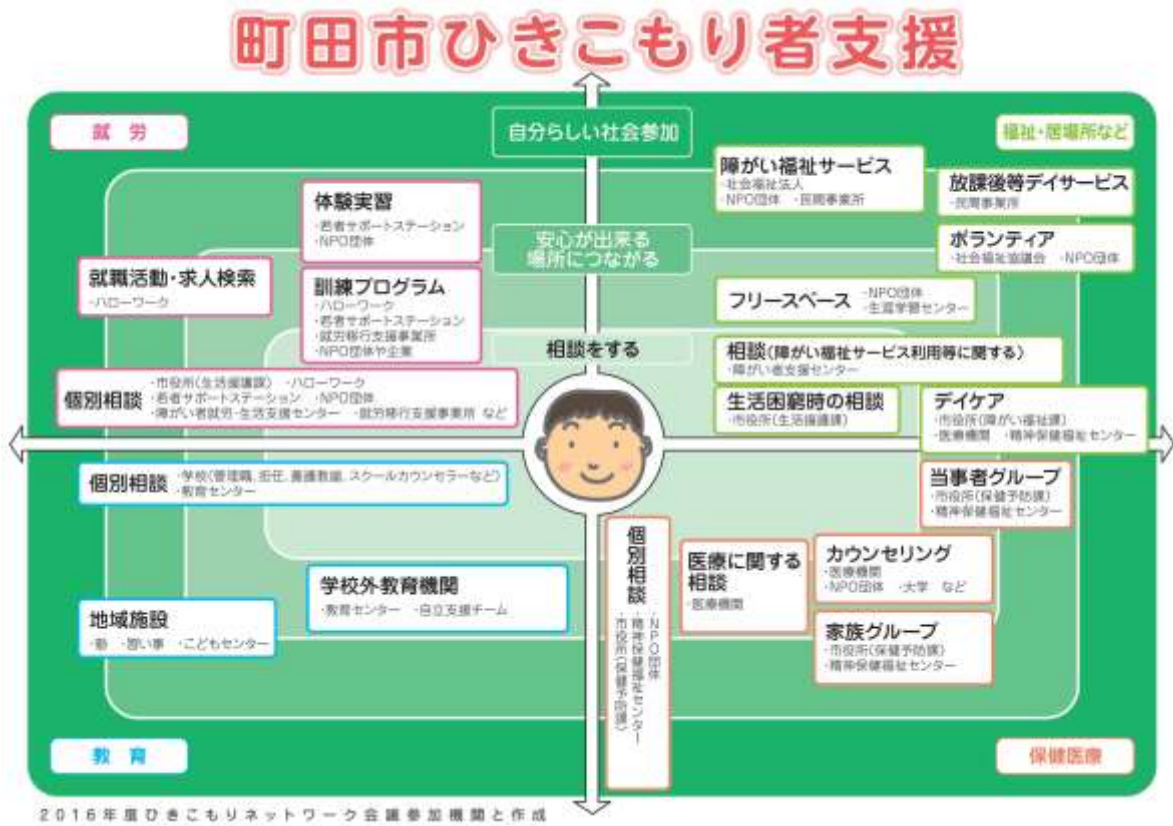 町田市ひきこもり者支援
就 労
自分らしい社会参加
福祉・居場所など
体験実習
・若者サポートステーション
・NPO団体
障がい福祉サービス
・社会福祉法人
・NPO団体 ・民間事業所
放課後等デイサービス
・民間事業所
安心が出来る
場所につながる
ボランティア
・社会福祉協議会 ・NPO団体
就職活動・求人検索
・ハローワーク
訓練プログラム
・ハローワーク
・若者サポートステーション
・就労移行支援事業所
・NPO団体や企業
フリースペース
・NPO団体
・生涯学習センター
相談をする
相談(障がい福祉サービス利用等に関する)
・障がい者支援センター
個別相談
・市役所(生活援護課) ・ハローワーク
・若者サポートステーション ・NPO団体
・障がい者就労・生活支援センター ・就労移行支援事業所 など
生活困窮時の相談
・市役所(生活援護課)
デイケア
・市役所(障がい福祉課)
・医療機関 ・精神保健福祉センター
個別相談
・学校(管理職、担任、養護教諭、スクールカウンセラーなど)
・教育センター
当事者グループ
・市役所(保健予防課)
・精神保健福祉センター
個別相談
・NPO団体
・精神保健福祉センター
・市役所(保健予防課)
医療に関する
相談
・医療機関
カウンセリング
・医療機関
・NPO団体 ・大学 など
学校外教育機関
・教育センター ・自立支援チーム
地域施設
・塾 ・習い事 ・こどもセンター
家族グループ
・市役所(保健予防課)
・精神保健福祉センター
教 育
保健医療
2016年度ひきこもりネットワーク会議参加機関と作成